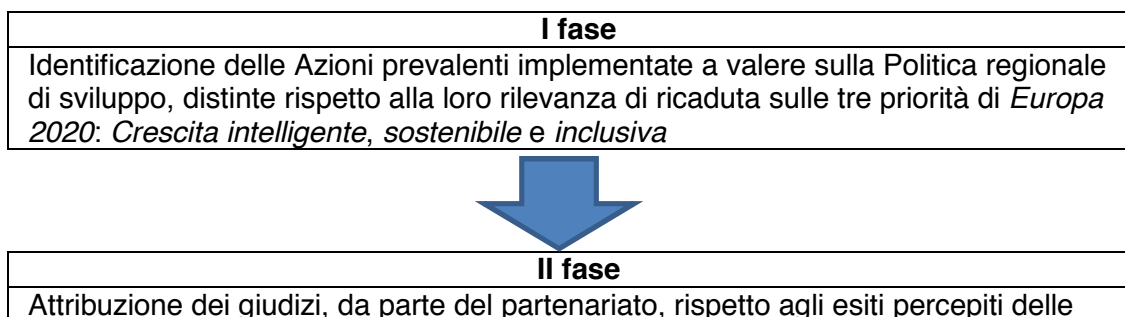 I fase
Identificazione delle Azioni prevalenti implementate a valere sulla Politica regionale
di sviluppo, distinte rispetto alla loro rilevanza di ricaduta sulle tre priorità di Europa
2020: Crescita intelligente, sostenibile e inclusiva
II fase
Attribuzione dei giudizi, da parte del partenariato, rispetto agli esiti percepiti delle